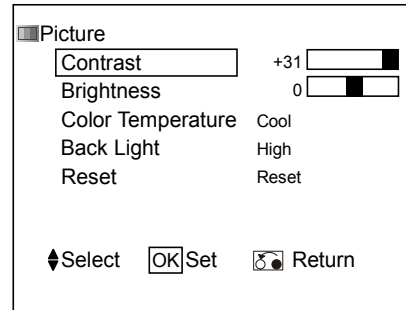 Picture
Contrast +31
Brightness 0
Color Temperature Cool
Back Light High
Reset Reset
Select OK Set Return